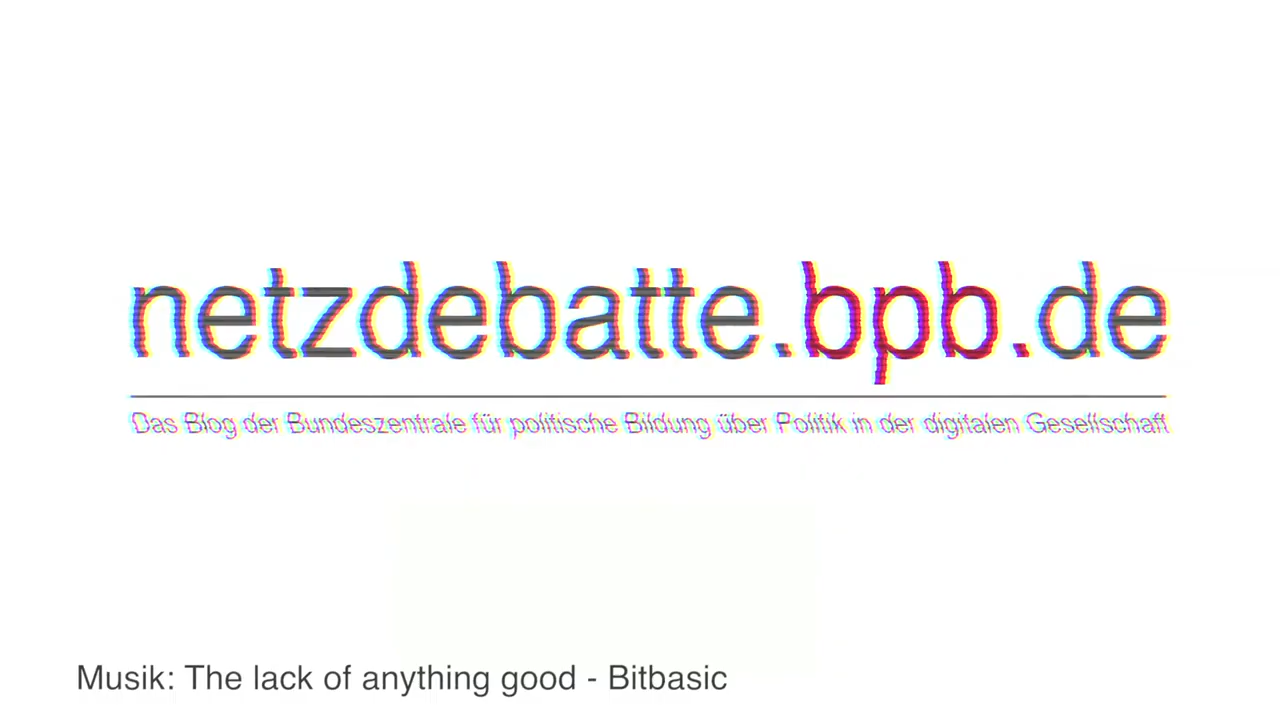 netzdebatte.bpb.de
Das Blog der Bundeszentrale für politische Bildung über Politik in der digitalen Gesellschaft
Musik: The lack of anything good - Bitbasic